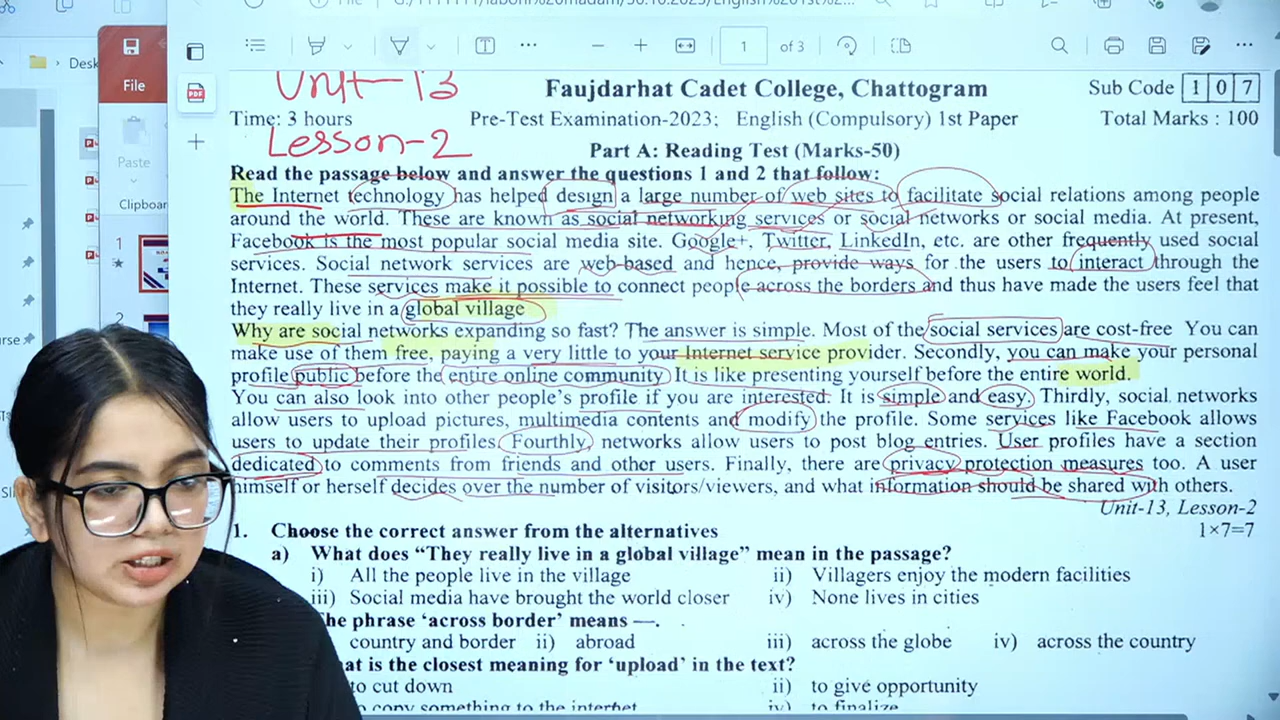 File
of 3
Desk
File
Paste
Clipboard
1
2
Unit-13
Lesson-2
Faujdarhat Cadet College, Chattogram
Sub Code 1 0 7
Time: 3 hours
Pre-Test Examination-2023; English (Compulsory) 1st Paper
Total Marks : 100
Part A: Reading Test (Marks-50)
Read the passage below and answer the questions 1 and 2 that follow:
The Internet technology has helped design a large number of web sites to facilitate social relations among people
around the world. These are known as social networking services or social networks or social media. At present,
Facebook is the most popular social media site. Google+, Twitter, LinkedIn, etc. are other frequently used social
services. Social network services are web-based and hence, provide ways for the users to interact through the
Internet. These services make it possible to connect people across the borders and thus have made the users feel that
they really live in a global village
Why are social networks expanding so fast? The answer is simple. Most of the social services are cost-free You can
make use of them free, paying a very little to your Internet service provider. Secondly, you can make your personal
profile public before the entire online community It is like presenting yourself before the entire world.
You can also look into other people's profile if you are interested. It is simple and easy. Thirdly, social networks
allow users to upload pictures, multimedia contents and modify the profile. Some services like Facebook allows
users to update their profiles Fourthly, networks allow users to post blog entries. User profiles have a section
dedicated to comments from friends and other users. Finally, there are privacy protection measures too. A user
himself or herself decides over the number of visitors/viewers, and what information should be shared with others.
Unit-13, Lesson-2
1. Choose the correct answer from the alternatives 1×7=7
a) What does “They really live in a global village” mean in the passage?
i) All the people live in the village ii) Villagers enjoy the modern facilities
iii) Social media have brought the world closer iv) None lives in cities
he phrase ‘across border’ means —.
country and border ii) abroad iii) across the globe iv) across the country
at is the closest meaning for ‘upload’ in the text?
to cut down ii) to give opportunity
copy something to the internet iv) to finalize